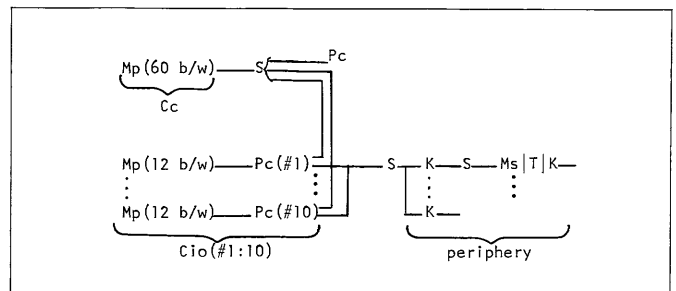 Mp(60 b/w) S Pc
Cc
Mp(12 b/w) Pc(#1) S K S Ms|T|K
Mp(12 b/w) Pc(#10) K
Cio(#1:10) periphery